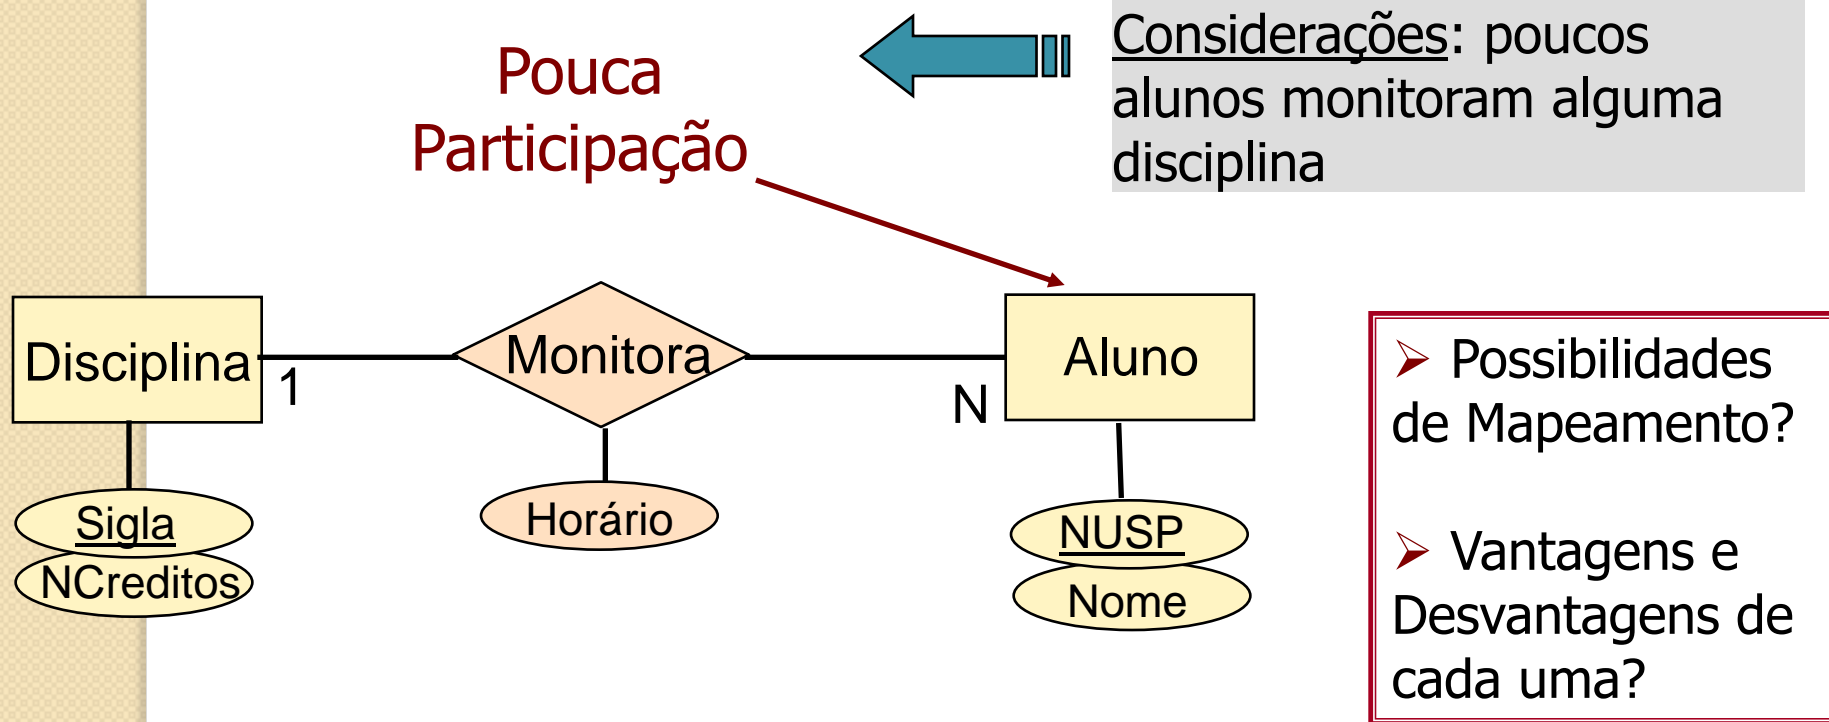 Considerações: poucos
alunos monitoram alguma
disciplina
Pouca
Participação
Disciplina
1
Monitora
N
Aluno
Sigla
NCreditos
Horário
NUSP
Nome
➢ Possibilidades
de Mapeamento?
➢ Vantagens e
Desvantagens de
cada uma?